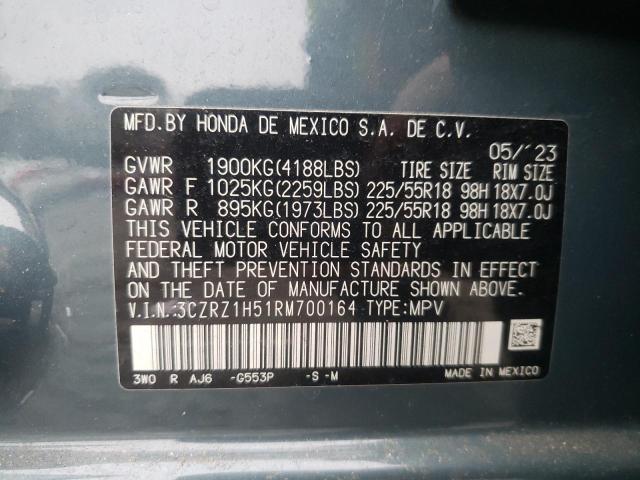 MFD.BY HONDA DE MEXICO S.A. DE C.V.
05/'23
GVWR 1900KG(4188LBS) TIRE SIZE RIM SIZE
GAWR F 1025KG(2259LBS) 225/55R18 98H 18X7.0J
GAWR R 895KG(1973LBS) 225/55R18 98H 18X7.0J
THIS VEHICLE CONFORMS TO ALL APPLICABLE
FEDERAL MOTOR VEHICLE SAFETY
AND THEFT PREVENTION STANDARDS IN EFFECT
ON THE DATE OF MANUFACTURE SHOWN ABOVE.
V.I.N.:3CZRZ1H51RM700164 TYPE:MPV
3W0 R AJ6 -G553P -S -M MADE IN MEXICO